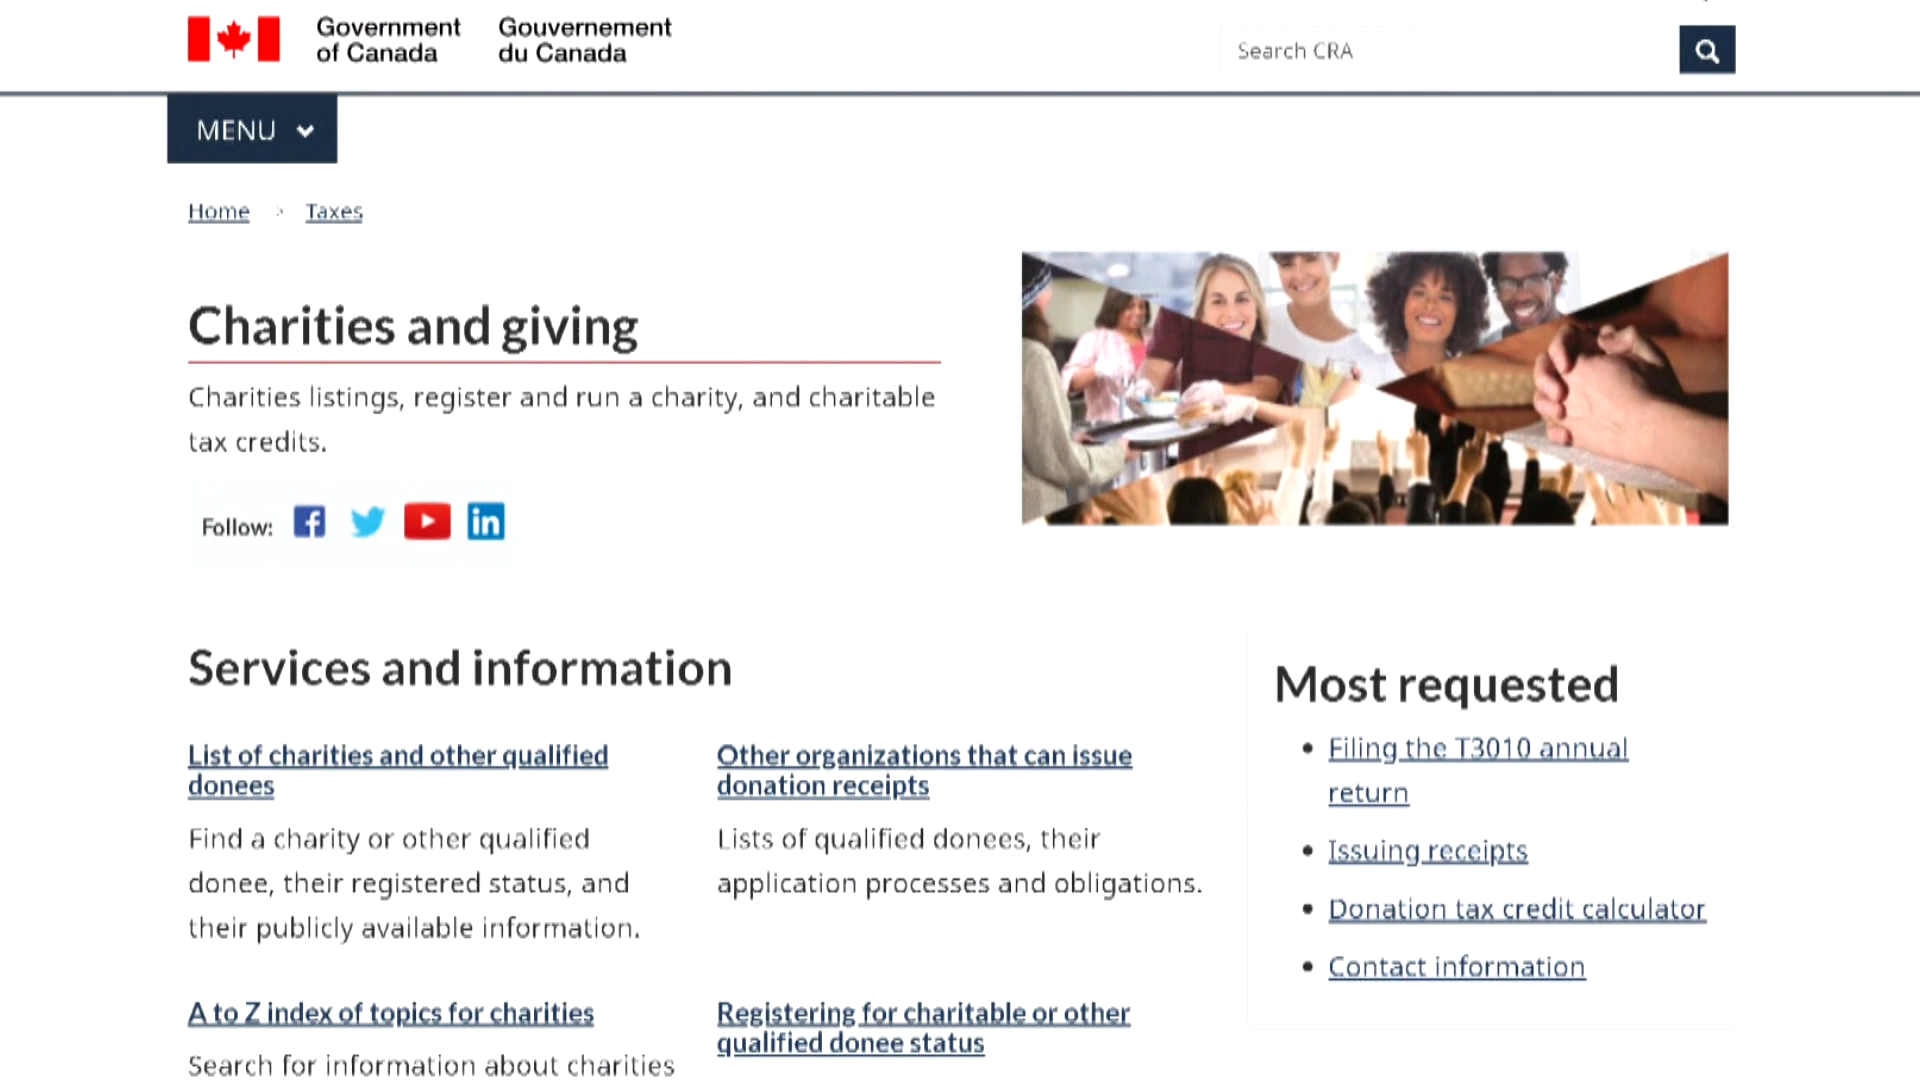 Government
of Canada
Gouvernement
du Canada
Search CRA
MENU
Home
Taxes
Charities and giving
Charities listings, register and run a charity, and charitable
tax credits.
Follow:
Services and information
List of charities and other qualified
donees
Find a charity or other qualified
donee, their registered status, and
their publicly available information.
Other organizations that can issue
donation receipts
Lists of qualified donees, their
application processes and obligations.
A to Z index of topics for charities
Search for information about charities
Registering for charitable or other
qualified donee status
Most requested
Filing the T3010 annual
return
Issuing receipts
Donation tax credit calculator
Contact information